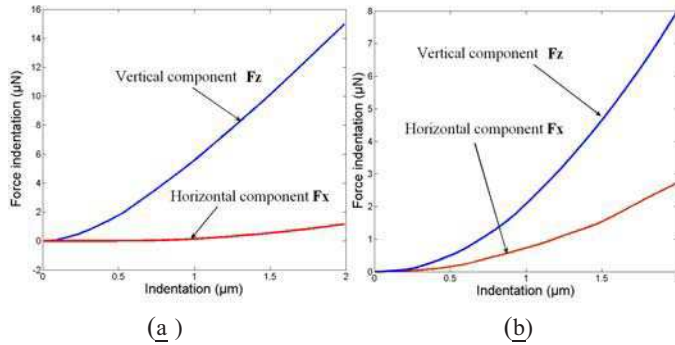 16
14
12
10
8
6
4
2
0
-2
Force indentation (µN)
Vertical component Fz
Horizontal component Fx
0
0.5
1
1.5
2
Indentation (µm)
(a )
8
7
6
5
4
3
2
1
0
Force indentation (µN)
Vertical component Fz
Horizontal component Fx
0
0.5
1
1.5
Indentation (µm)
(b)